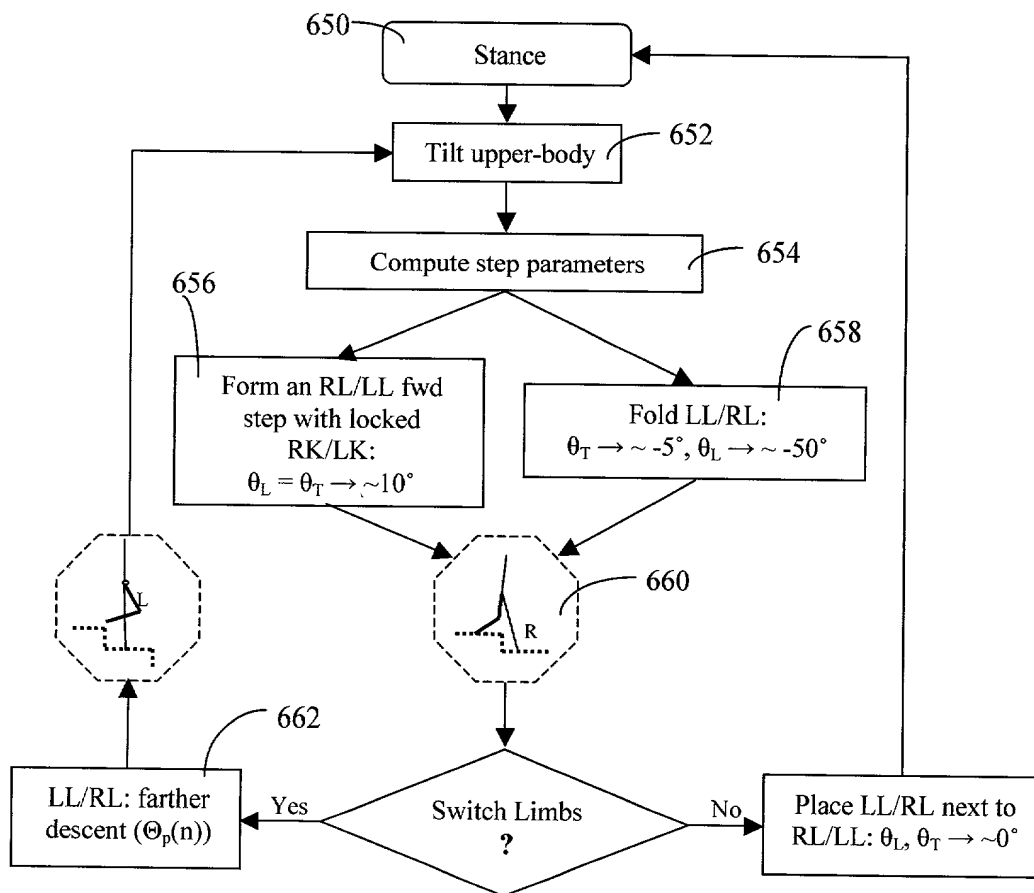 650
Stance
652
Tilt upper-body
654
Compute step parameters
656
658
Form an RL/LL fwd
step with locked
RK/LK:
θL = θT → ~10°
Fold LL/RL:
θT → ~ -5°, θL → ~ -50°
L
660
R
662
LL/RL: farther
descent (Θp(n))
Yes
Switch Limbs
?
No
Place LL/RL next to
RL/LL: θL, θT → ~0°